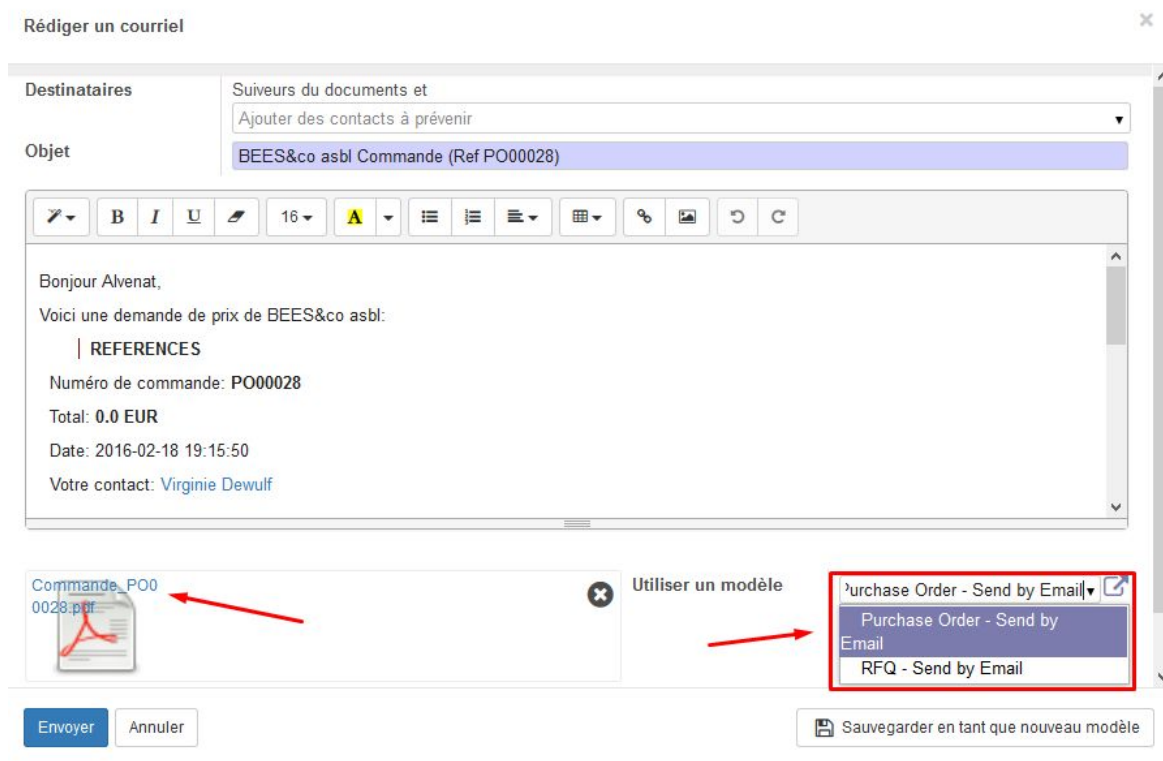 Rédiger un courriel
Destinataires
Suiveurs du documents et
Ajouter des contacts à prévenir
Objet
BEES&co asbl Commande (Ref PO00028)
B I U 16 A
Bonjour Alvenat,
Voici une demande de prix de BEES&co asbl:
REFERENCES
Numéro de commande: PO00028
Total: 0.0 EUR
Date: 2016-02-18 19:15:50
Votre contact: Virginie Dewulf
Commande_PO0
0028.pdf
Utiliser un modèle
Purchase Order - Send by Email
Purchase Order - Send by
Email
RFQ - Send by Email
Envoyer
Annuler
Sauvegarder en tant que nouveau modèle